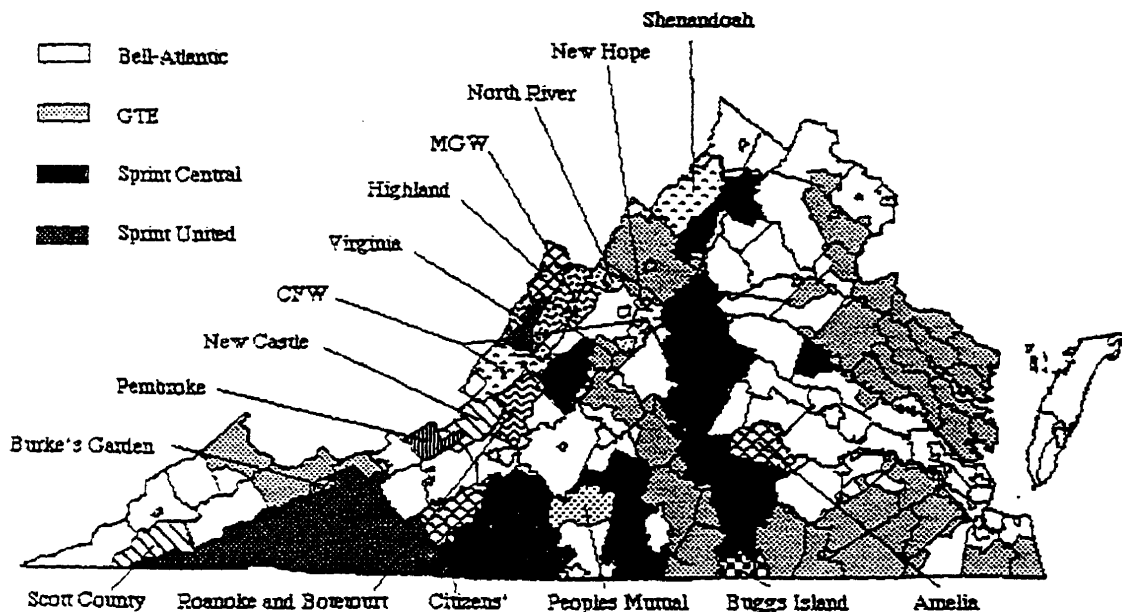 Bell-Atlantic
GTE
Sprint Central
Sprint United
Shenandoah
New Hope
North River
MGW
Highland
Virginia
CFW
New Castle
Pembroke
Burke's Garden
Scott County
Roanoke and Botetourt
Citizens'
Peoples Mutual
Buggs Island
Amelia